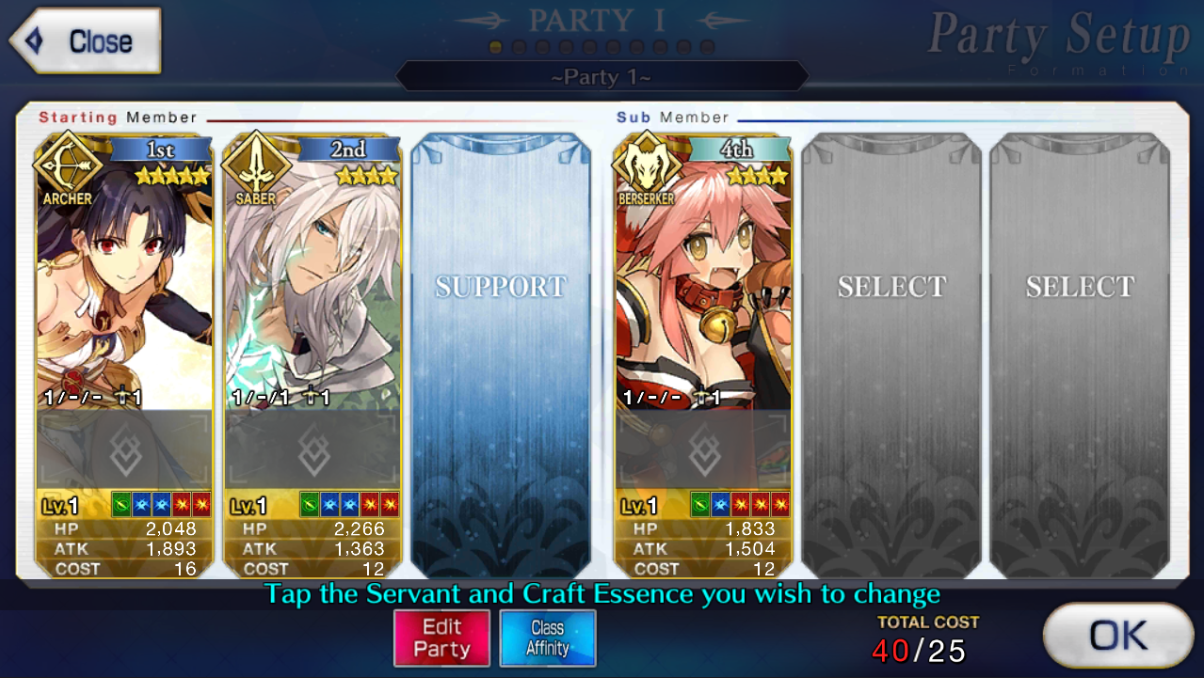 Close
PARTY I
~Party 1~
Party Setup
Formation
Starting Member
Sub Member
1st
ARCHER
2nd
SABER
4th
BERSERKER
SUPPORT
SELECT
SELECT
1/-/- 1
1/-/1 1
1/-/- 1
Lv.1
HP 2,048
ATK 1,893
COST 16
Lv.1
HP 2,266
ATK 1,363
COST 12
Lv.1
HP 1,833
ATK 1,504
COST 12
Tap the Servant and Craft Essence you wish to change
Edit
Party
Class
Affinity
TOTAL COST
40/25
OK